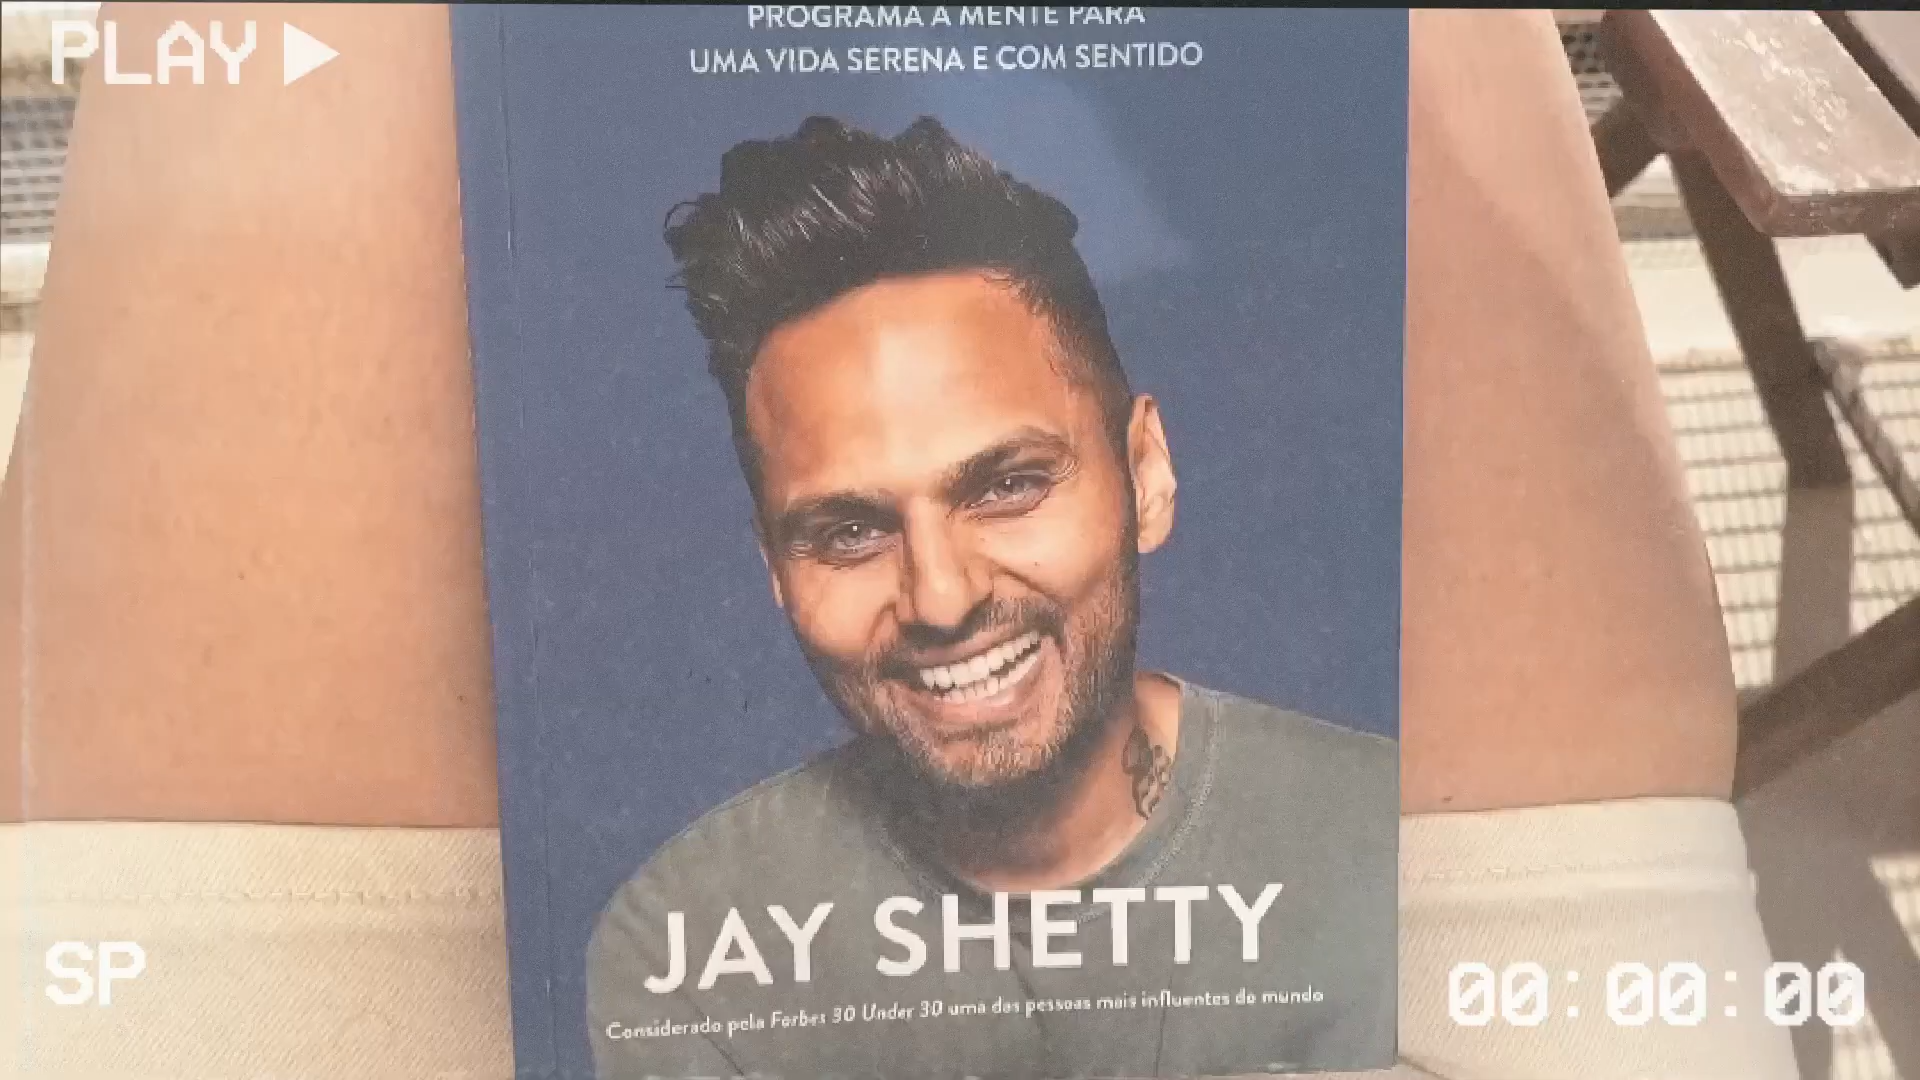 PLAY
PROGRAMA A MENTE PARA
UMA VIDA SERENA E COM SENTIDO
JAY SHETTY
Considerado pela Forbes 30 Under 30 uma das pessoas mais influentes do mundo
SP
00:00:00